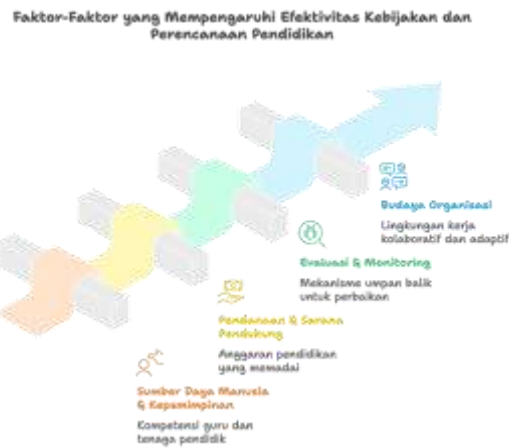 Faktor-Faktor yang Mempengaruhi Efektivitas Kebijakan dan
Perencanaan Pendidikan
Budaya Organisasi
Lingkungan kerja
kolaboratif dan adaptif
Evaluasi & Monitoring
Mekanisme umpan balik
untuk perbaikan
Pendanaan & Sarana
Pendukung
Anggaran pendidikan
yang memadai
Sumber Daya Manusia
& Kepemimpinan
Kompetensi guru dan
tenaga pendidik